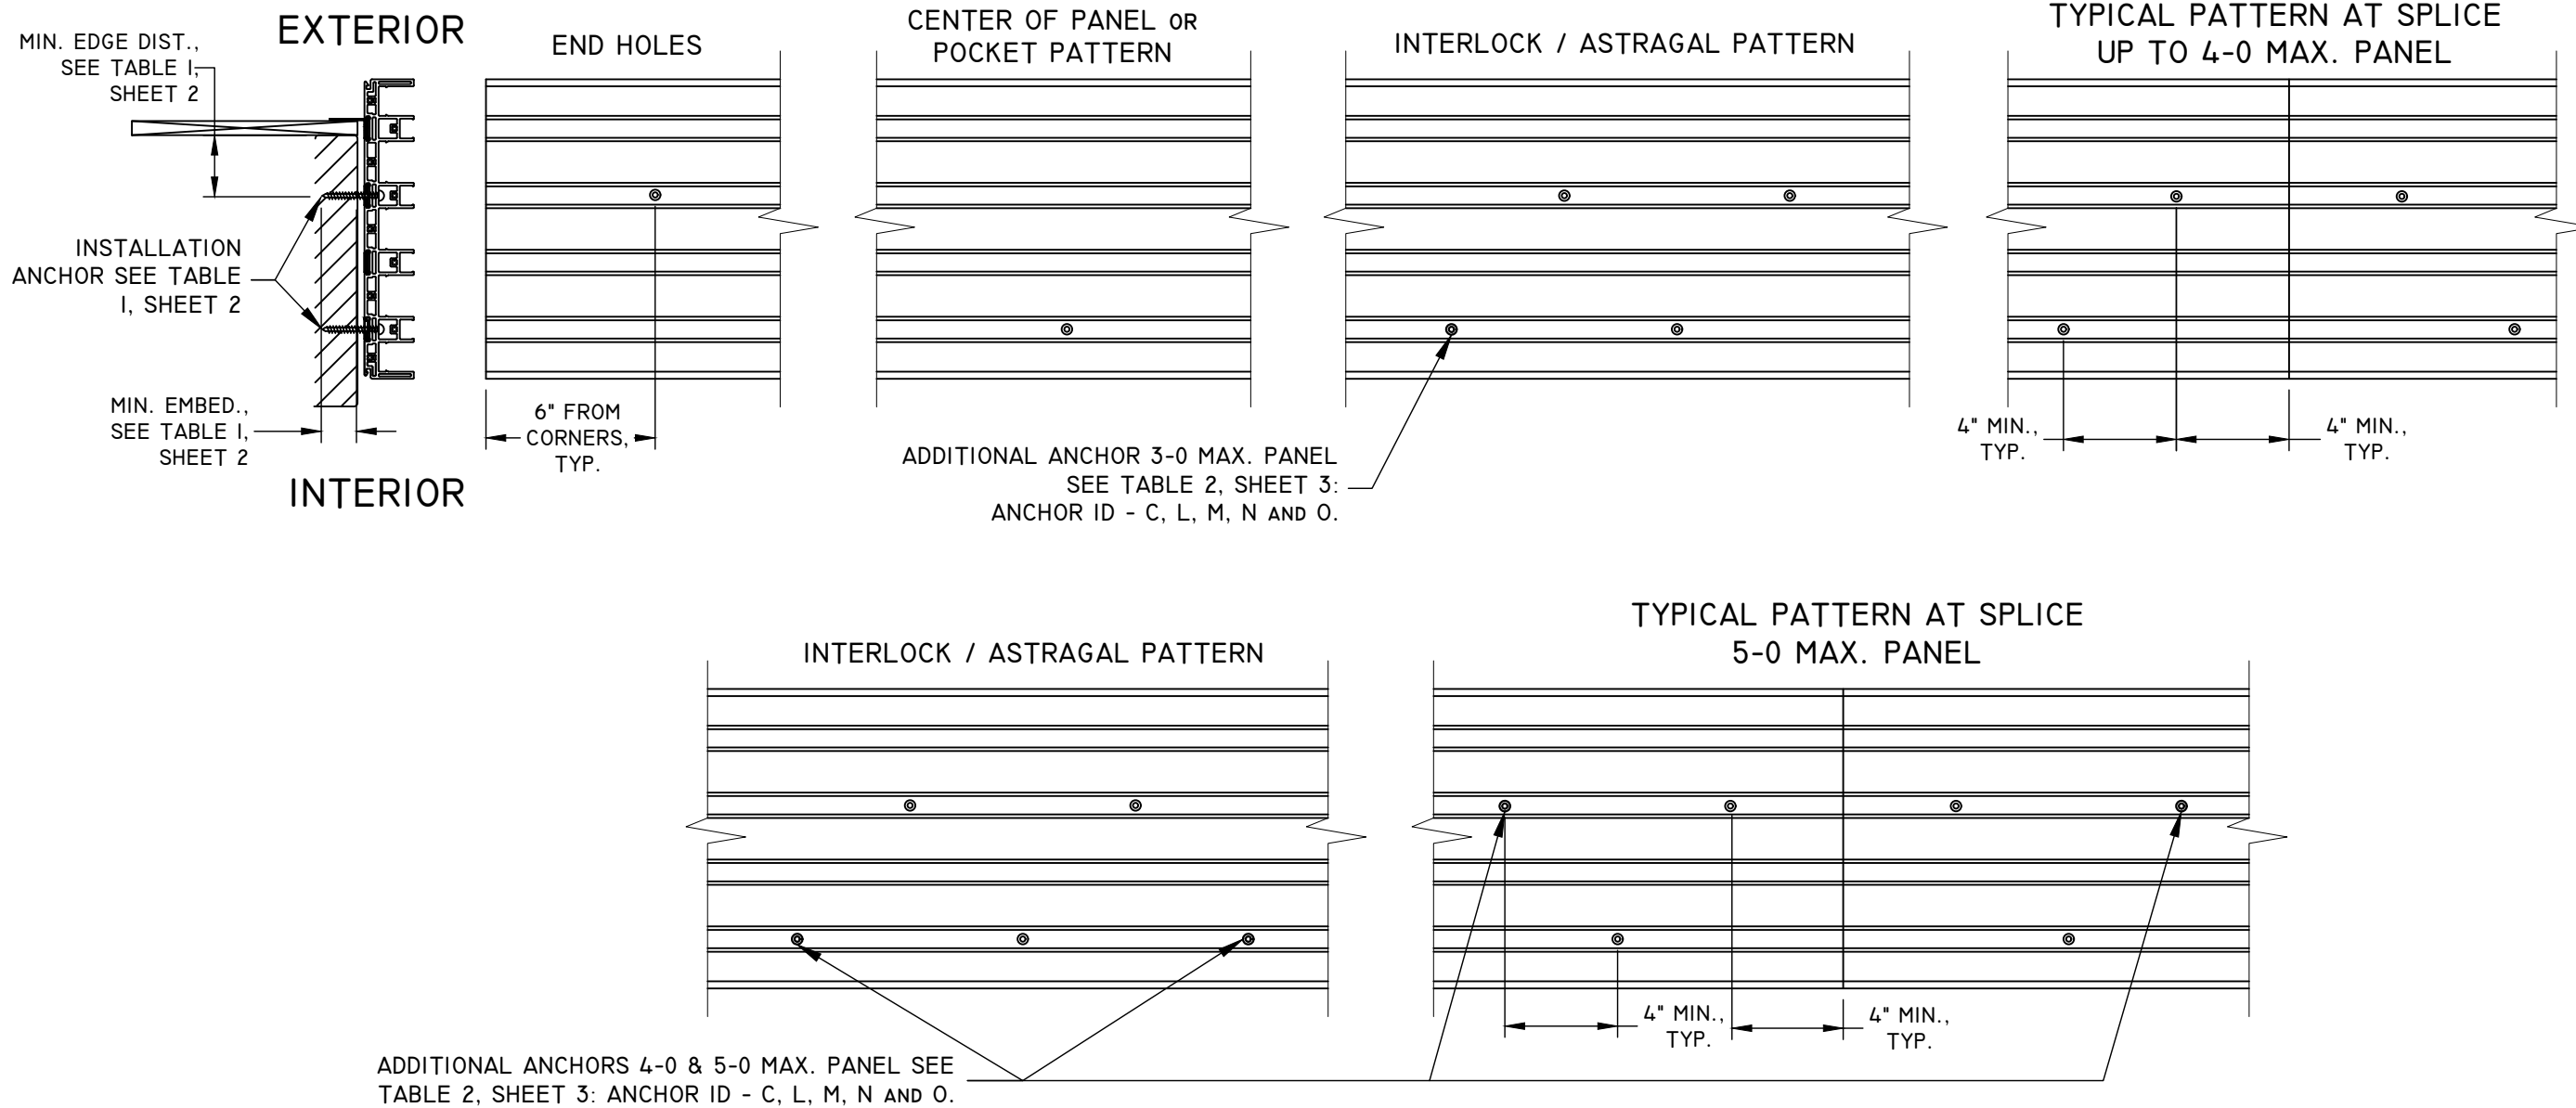 EXTERIOR
MIN. EDGE DIST.,
SEE TABLE 1,
SHEET 2
INSTALLATION
ANCHOR SEE TABLE
1, SHEET 2
MIN. EMBED.,
SEE TABLE 1,
SHEET 2
INTERIOR
END HOLES
6" FROM
CORNERS,
TYP.
CENTER OF PANEL OR
POCKET PATTERN
INTERLOCK / ASTRAGAL PATTERN
ADDITIONAL ANCHOR 3-0 MAX. PANEL
SEE TABLE 2, SHEET 3:
ANCHOR ID - C, L, M, N AND O.
TYPICAL PATTERN AT SPLICE
UP TO 4-0 MAX. PANEL
4" MIN.,
TYP.
4" MIN.,
TYP.
INTERLOCK / ASTRAGAL PATTERN
TYPICAL PATTERN AT SPLICE
5-0 MAX. PANEL
4" MIN.,
TYP.
4" MIN.,
TYP.
ADDITIONAL ANCHORS 4-0 & 5-0 MAX. PANEL SEE
TABLE 2, SHEET 3: ANCHOR ID - C, L, M, N AND O.